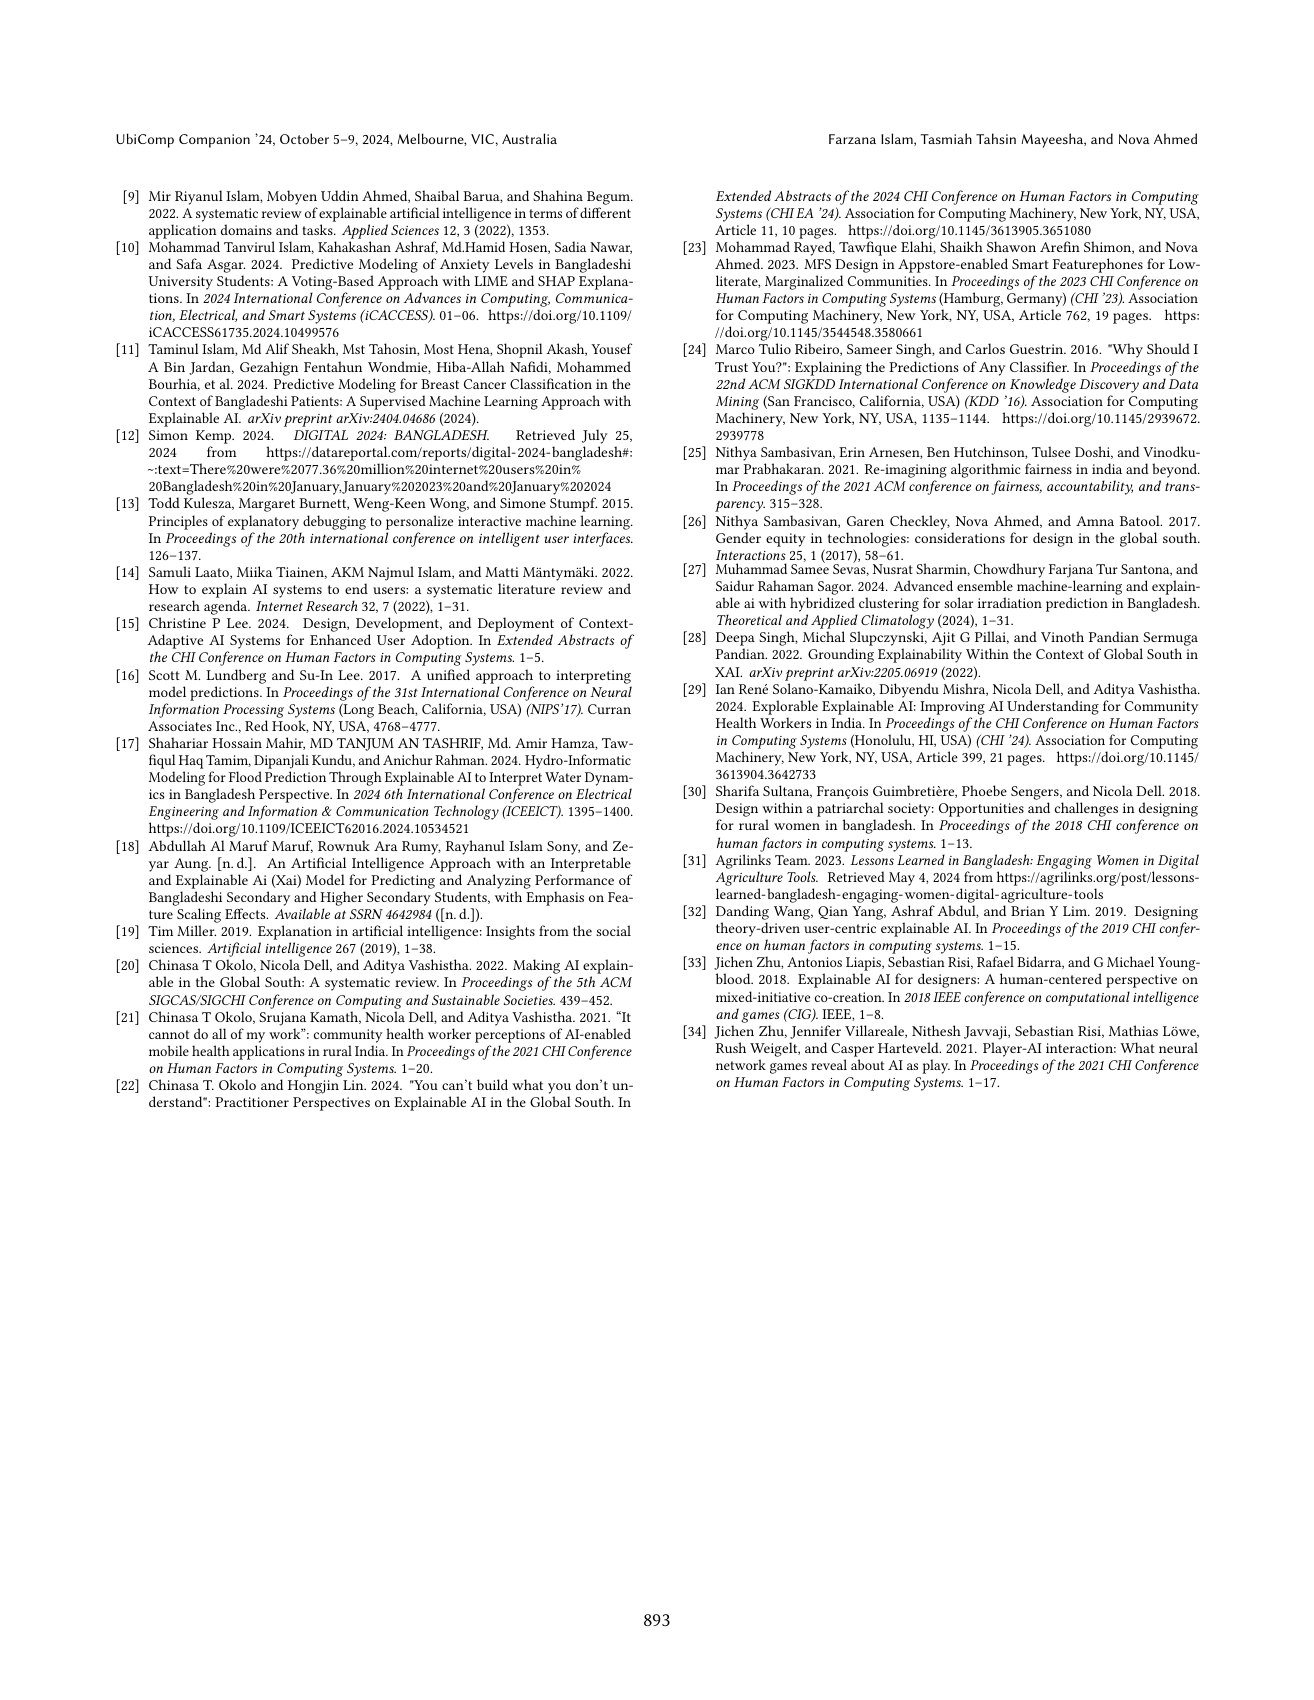 UbiComp Companion ’24, October 5–9, 2024, Melbourne, VIC, Australia
Farzana Islam, Tasmiah Tahsin Mayeesha, and Nova Ahmed
[9] Mir Riyanul Islam, Mobyen Uddin Ahmed, Shaibal Barua, and Shahina Begum.
2022. A systematic review of explainable artificial intelligence in terms of different
application domains and tasks. Applied Sciences 12, 3 (2022), 1353.
[10] Mohammad Tanvirul Islam, Kahakashan Ashraf, Md.Hamid Hosen, Sadia Nawar,
and Safa Asgar. 2024. Predictive Modeling of Anxiety Levels in Bangladeshi
University Students: A Voting-Based Approach with LIME and SHAP Explana-
tions. In 2024 International Conference on Advances in Computing, Communica-
tion, Electrical, and Smart Systems (iCACCESS). 01–06. https://doi.org/10.1109/
iCACCESS61735.2024.10499576
[11] Taminul Islam, Md Alif Sheakh, Mst Tahosin, Most Hena, Shopnil Akash, Yousef
A Bin Jardan, Gezahign Fentahun Wondmie, Hiba-Allah Nafidi, Mohammed
Bourhia, et al. 2024. Predictive Modeling for Breast Cancer Classification in the
Context of Bangladeshi Patients: A Supervised Machine Learning Approach with
Explainable AI. arXiv preprint arXiv:2404.04686 (2024).
[12] Simon Kemp. 2024. DIGITAL 2024: BANGLADESH. Retrieved July 25,
2024 from https://datareportal.com/reports/digital-2024-bangladesh#:
~:text=There%20were%2077.36%20million%20internet%20users%20in%
20Bangladesh%20in%20January,January%202023%20and%20January%202024
[13] Todd Kulesza, Margaret Burnett, Weng-Keen Wong, and Simone Stumpf. 2015.
Principles of explanatory debugging to personalize interactive machine learning.
In Proceedings of the 20th international conference on intelligent user interfaces.
126–137.
[14] Samuli Laato, Miika Tiainen, AKM Najmul Islam, and Matti Mäntymäki. 2022.
How to explain AI systems to end users: a systematic literature review and
research agenda. Internet Research 32, 7 (2022), 1–31.
[15] Christine P Lee. 2024. Design, Development, and Deployment of Context-
Adaptive AI Systems for Enhanced User Adoption. In Extended Abstracts of
the CHI Conference on Human Factors in Computing Systems. 1–5.
[16] Scott M. Lundberg and Su-In Lee. 2017. A unified approach to interpreting
model predictions. In Proceedings of the 31st International Conference on Neural
Information Processing Systems (Long Beach, California, USA) (NIPS’17). Curran
Associates Inc., Red Hook, NY, USA, 4768–4777.
[17] Shahariar Hossain Mahir, MD TANJUM AN TASHRIF, Md. Amir Hamza, Taw-
fiqul Haq Tamim, Dipanjali Kundu, and Anichur Rahman. 2024. Hydro-Informatic
Modeling for Flood Prediction Through Explainable AI to Interpret Water Dynam-
ics in Bangladesh Perspective. In 2024 6th International Conference on Electrical
Engineering and Information & Communication Technology (ICEEICT). 1395–1400.
https://doi.org/10.1109/ICEEICT62016.2024.10534521
[18] Abdullah Al Maruf Maruf, Rownuk Ara Rumy, Rayhanul Islam Sony, and Ze-
yar Aung. [n. d.]. An Artificial Intelligence Approach with an Interpretable
and Explainable Ai (Xai) Model for Predicting and Analyzing Performance of
Bangladeshi Secondary and Higher Secondary Students, with Emphasis on Fea-
ture Scaling Effects. Available at SSRN 4642984 ([n. d.]).
[19] Tim Miller. 2019. Explanation in artificial intelligence: Insights from the social
sciences. Artificial intelligence 267 (2019), 1–38.
[20] Chinasa T Okolo, Nicola Dell, and Aditya Vashistha. 2022. Making AI explain-
able in the Global South: A systematic review. In Proceedings of the 5th ACM
SIGCAS/SIGCHI Conference on Computing and Sustainable Societies. 439–452.
[21] Chinasa T Okolo, Srujana Kamath, Nicola Dell, and Aditya Vashistha. 2021. “It
cannot do all of my work”: community health worker perceptions of AI-enabled
mobile health applications in rural India. In Proceedings of the 2021 CHI Conference
on Human Factors in Computing Systems. 1–20.
[22] Chinasa T. Okolo and Hongjin Lin. 2024. "You can’t build what you don’t un-
derstand": Practitioner Perspectives on Explainable AI in the Global South. In
Extended Abstracts of the 2024 CHI Conference on Human Factors in Computing
Systems (CHI EA ’24). Association for Computing Machinery, New York, NY, USA,
Article 11, 10 pages. https://doi.org/10.1145/3613905.3651080
[23] Mohammad Rayed, Tawfique Elahi, Shaikh Shawon Arefin Shimon, and Nova
Ahmed. 2023. MFS Design in Appstore-enabled Smart Featurephones for Low-
literate, Marginalized Communities. In Proceedings of the 2023 CHI Conference on
Human Factors in Computing Systems (Hamburg, Germany) (CHI ’23). Association
for Computing Machinery, New York, NY, USA, Article 762, 19 pages. https:
//doi.org/10.1145/3544548.3580661
[24] Marco Tulio Ribeiro, Sameer Singh, and Carlos Guestrin. 2016. "Why Should I
Trust You?": Explaining the Predictions of Any Classifier. In Proceedings of the
22nd ACM SIGKDD International Conference on Knowledge Discovery and Data
Mining (San Francisco, California, USA) (KDD ’16). Association for Computing
Machinery, New York, NY, USA, 1135–1144. https://doi.org/10.1145/2939672.
2939778
[25] Nithya Sambasivan, Erin Arnesen, Ben Hutchinson, Tulsee Doshi, and Vinodku-
mar Prabhakaran. 2021. Re-imagining algorithmic fairness in india and beyond.
In Proceedings of the 2021 ACM conference on fairness, accountability, and trans-
parency. 315–328.
[26] Nithya Sambasivan, Garen Checkley, Nova Ahmed, and Amna Batool. 2017.
Gender equity in technologies: considerations for design in the global south.
Interactions 25, 1 (2017), 58–61.
[27] Muhammad Samee Sevas, Nusrat Sharmin, Chowdhury Farjana Tur Santona, and
Saidur Rahaman Sagor. 2024. Advanced ensemble machine-learning and explain-
able ai with hybridized clustering for solar irradiation prediction in Bangladesh.
Theoretical and Applied Climatology (2024), 1–31.
[28] Deepa Singh, Michal Slupczynski, Ajit G Pillai, and Vinoth Pandian Sermuga
Pandian. 2022. Grounding Explainability Within the Context of Global South in
XAI. arXiv preprint arXiv:2205.06919 (2022).
[29] Ian René Solano-Kamaiko, Dibyendu Mishra, Nicola Dell, and Aditya Vashistha.
2024. Explorable Explainable AI: Improving AI Understanding for Community
Health Workers in India. In Proceedings of the CHI Conference on Human Factors
in Computing Systems (Honolulu, HI, USA) (CHI ’24). Association for Computing
Machinery, New York, NY, USA, Article 399, 21 pages. https://doi.org/10.1145/
3613904.3642733
[30] Sharifa Sultana, François Guimbretière, Phoebe Sengers, and Nicola Dell. 2018.
Design within a patriarchal society: Opportunities and challenges in designing
for rural women in bangladesh. In Proceedings of the 2018 CHI conference on
human factors in computing systems. 1–13.
[31] Agrilinks Team. 2023. Lessons Learned in Bangladesh: Engaging Women in Digital
Agriculture Tools. Retrieved May 4, 2024 from https://agrilinks.org/post/lessons-
learned-bangladesh-engaging-women-digital-agriculture-tools
[32] Danding Wang, Qian Yang, Ashraf Abdul, and Brian Y Lim. 2019. Designing
theory-driven user-centric explainable AI. In Proceedings of the 2019 CHI confer-
ence on human factors in computing systems. 1–15.
[33] Jichen Zhu, Antonios Liapis, Sebastian Risi, Rafael Bidarra, and G Michael Young-
blood. 2018. Explainable AI for designers: A human-centered perspective on
mixed-initiative co-creation. In 2018 IEEE conference on computational intelligence
and games (CIG). IEEE, 1–8.
[34] Jichen Zhu, Jennifer Villareale, Nithesh Javvaji, Sebastian Risi, Mathias Löwe,
Rush Weigelt, and Casper Harteveld. 2021. Player-AI interaction: What neural
network games reveal about AI as play. In Proceedings of the 2021 CHI Conference
on Human Factors in Computing Systems. 1–17.
893